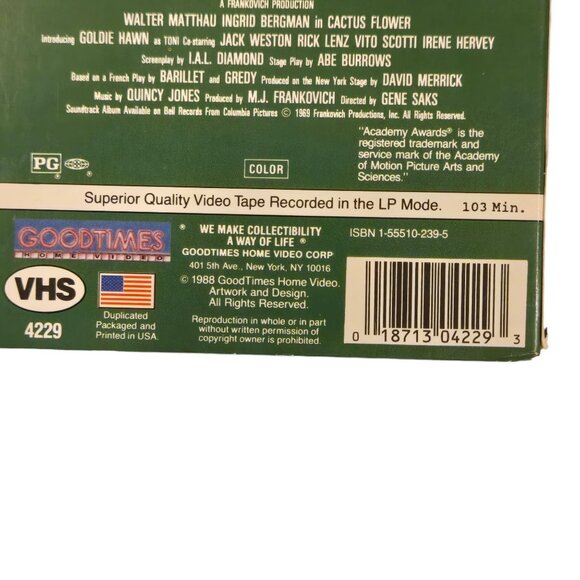 A FRANKOVICH PRODUCTION
WALTER MATTHAU INGRID BERGMAN in CACTUS FLOWER
introducing GOLDIE HAWN as TONI Co-starring JACK WESTON RICK LENZ VITO SCOTTI IRENE HERVEY
Screenplay by I.A.L. DIAMOND Stage Play by ABE BURROWS
Based on a French Play by BARILLET and GREDY Produced on the New York Stage by DAVID MERRICK
Music by QUINCY JONES Produced by M.J. FRANKOVICH Directed by GENE SAKS
Soundtrack Album Available on Bell Records From Columbia Pictures © 1969 Frankovich Productions, Inc. All Rights Reserved.
"Academy Awards® is the
registered trademark and
service mark of the Academy
of Motion Picture Arts and
Sciences."
PG ®
COLOR
Superior Quality Video Tape Recorded in the LP Mode. 103 Min.
GOODTIMES ®
HOME VIDEO
VHS
4229
Duplicated
Packaged and
Printed in USA.
WE MAKE COLLECTIBILITY
® A WAY OF LIFE ®
GOODTIMES HOME VIDEO CORP
401 5th Ave., New York, NY 10016
© 1988 GoodTimes Home Video.
Artwork and Design.
All Rights Reserved.
Reproduction in whole or in part
without written permission of
copyright owner is prohibited.
ISBN 1-55510-239-5
0 18713 04229 3